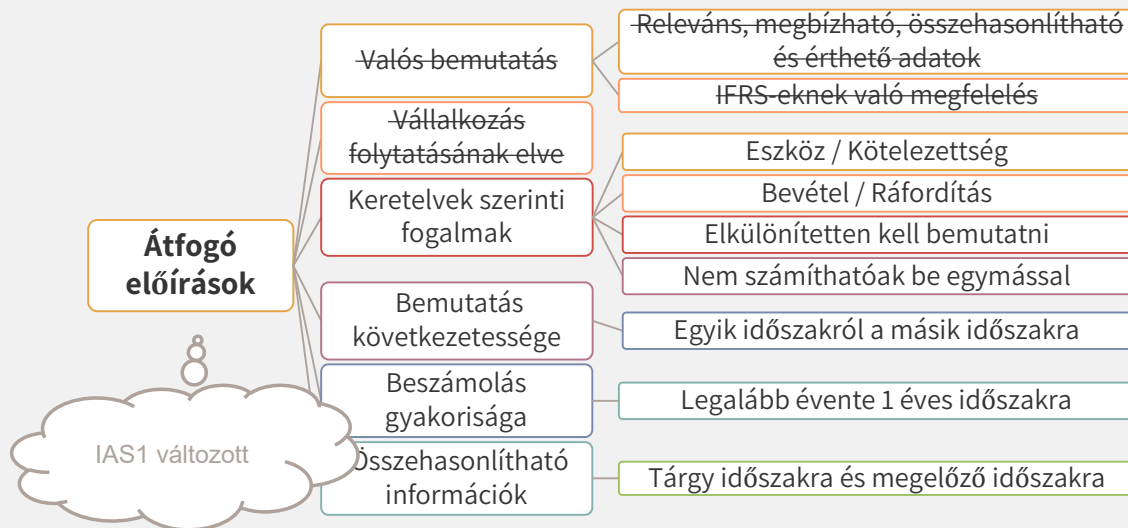 Átfogó
előírások
IAS1 változott
Valós bemutatás
Releváns, megbízható, összehasonlítható
és érthető adatok
IFRS-eknek való megfelelés
Vállalkozás
folytatásának elve
Keretelvek szerinti
fogalmak
Eszköz / Kötelezettség
Bevétel / Ráfordítás
Elkülönítetten kell bemutatni
Nem számíthatóak be egymással
Bemutatás
következetessége
Egyik időszakról a másik időszakra
Beszámolás
gyakorisága
Legalább évente 1 éves időszakra
Összehasonlítható
információk
Tárgy időszakra és megelőző időszakra